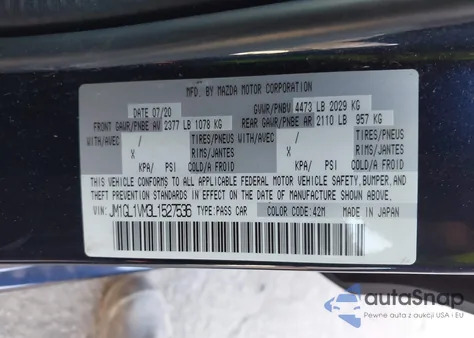 MFD. BY MAZDA MOTOR CORPORATION
DATE 07/20 GVWR/PNBV 4473 LB 2029 KG
FRONT GAWR/PNBE AV 2377 LB 1078 KG REAR GAWR/PNBE AR 2110 LB 957 KG
WITH/AVEC / TIRES/PNEUS WITH/AVEC / TIRES/PNEUS
X RIMS/JANTES X RIMS/JANTES
KPA/ PSI COLD/A FROID KPA/ PSI COLD/A FROID
THIS VEHICLE CONFORMS TO ALL APPLICABLE FEDERAL MOTOR VEHICLE SAFETY, BUMPER, AND
THEFT PREVENTION STANDARDS IN EFFECT ON THE DATE OF MANUFACTURE SHOWN ABOVE.
VIN: JM1GL1VM3L1527536 TYPE: PASS CAR COLOR CODE: 42M MADE IN JAPAN
autoSnap
Pewne auta z aukcji USA i EU